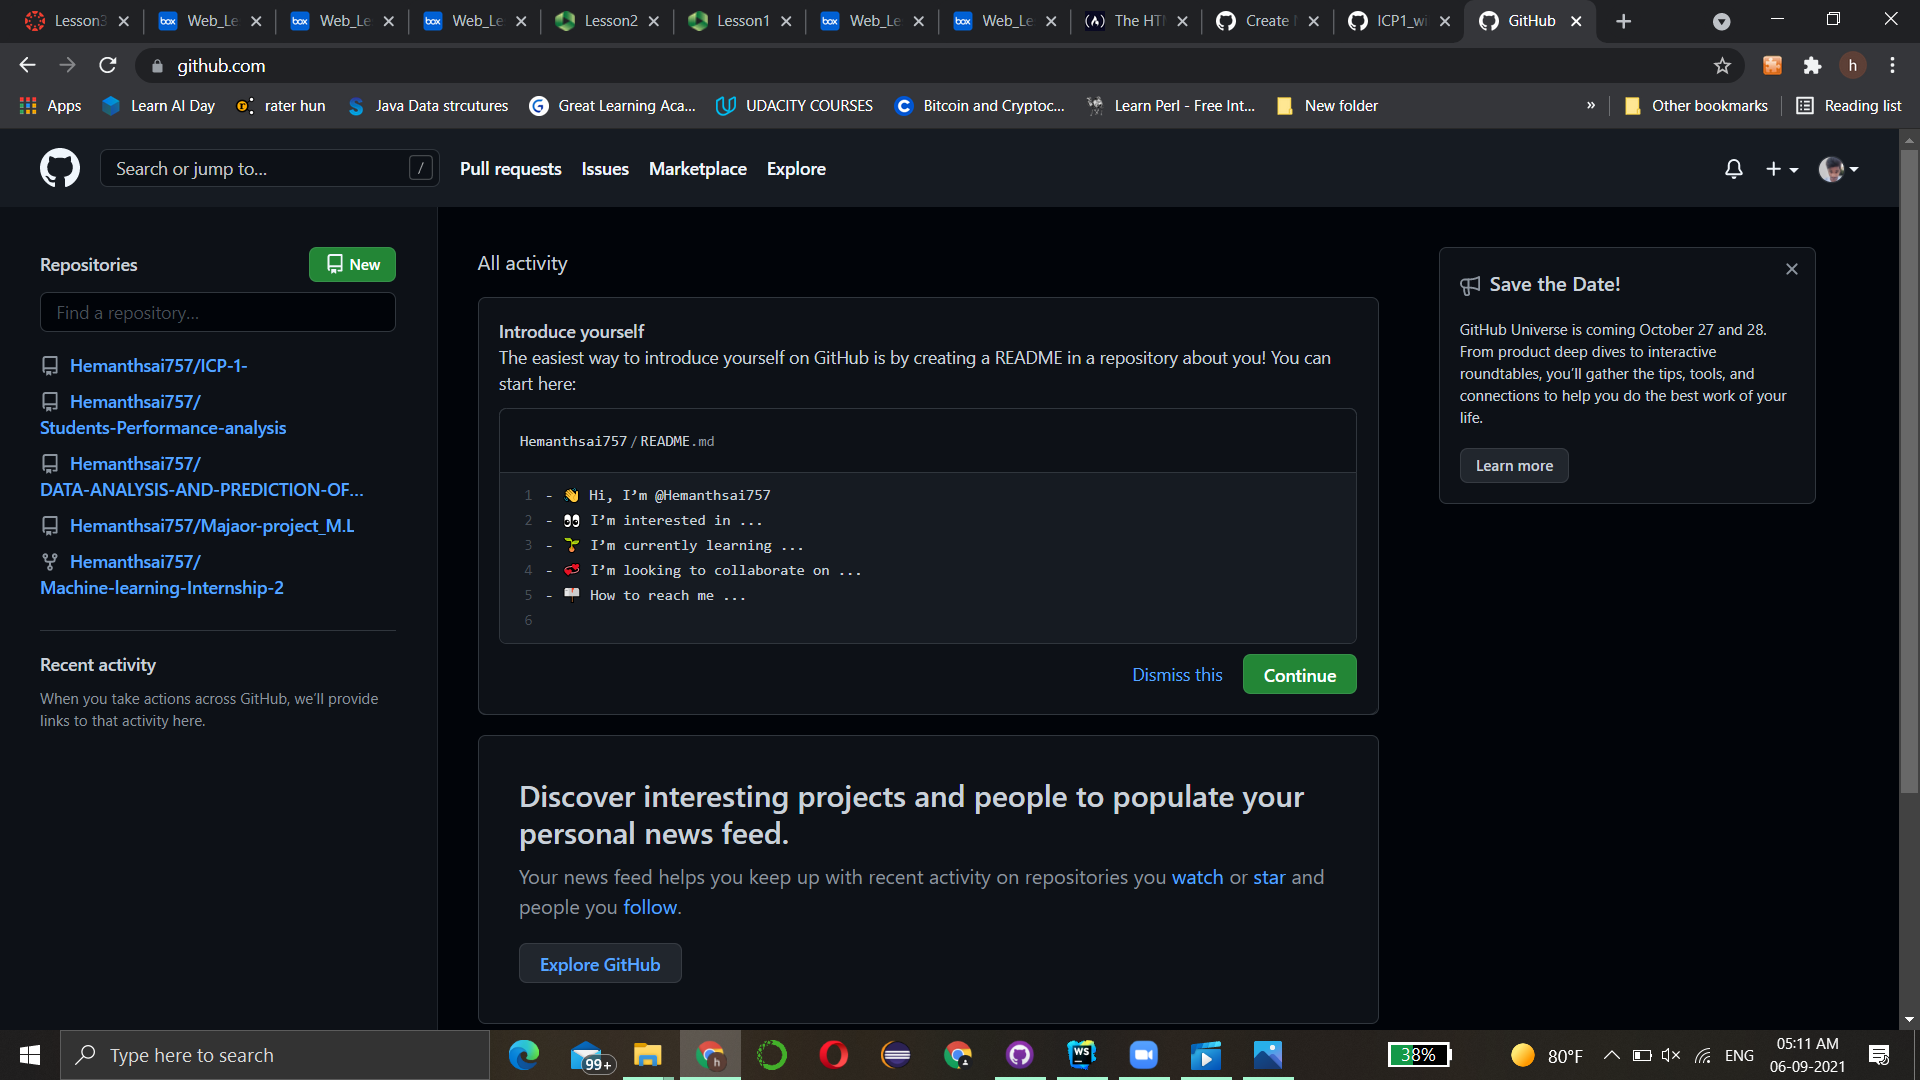 Lesson3
Web_Le
Web_Le
Web_Le
Lesson2
Lesson1
Web_Le
Web_Le
The HTM
Create
ICP1_wi
GitHub
github.com
h
Apps
Learn AI Day
rater hun
Java Data strcutures
Great Learning Aca...
UDACITY COURSES
Bitcoin and Cryptoc...
Learn Perl - Free Int...
New folder
»
Other bookmarks
Reading list
Search or jump to...
/
Pull requests
Issues
Marketplace
Explore
Repositories
New
Find a repository...
Hemanthsai757/ICP-1-
Hemanthsai757/
Students-Performance-analysis
Hemanthsai757/
DATA-ANALYSIS-AND-PREDICTION-OF...
Hemanthsai757/Majaor-project_M.L
Hemanthsai757/
Machine-learning-Internship-2
Recent activity
When you take actions across GitHub, we'll provide
links to that activity here.
All activity
Introduce yourself
The easiest way to introduce yourself on GitHub is by creating a README in a repository about you! You can
start here:
Hemanthsai757 / README.md
1 - 👋 Hi, I'm @Hemanthsai757
2 - 👀 I'm interested in ...
3 - 🌱 I'm currently learning ...
4 - 💞️ I'm looking to collaborate on ...
5 - 📫 How to reach me ...
6
Dismiss this
Continue
Discover interesting projects and people to populate your
personal news feed.
Your news feed helps you keep up with recent activity on repositories you watch or star and
people you follow.
Explore GitHub
Save the Date!
GitHub Universe is coming October 27 and 28.
From product deep dives to interactive
roundtables, you'll gather the tips, tools, and
connections to help you do the best work of your
life.
Learn more
Type here to search
99+
h
WS
38%
80°F
ENG
05:11 AM
06-09-2021